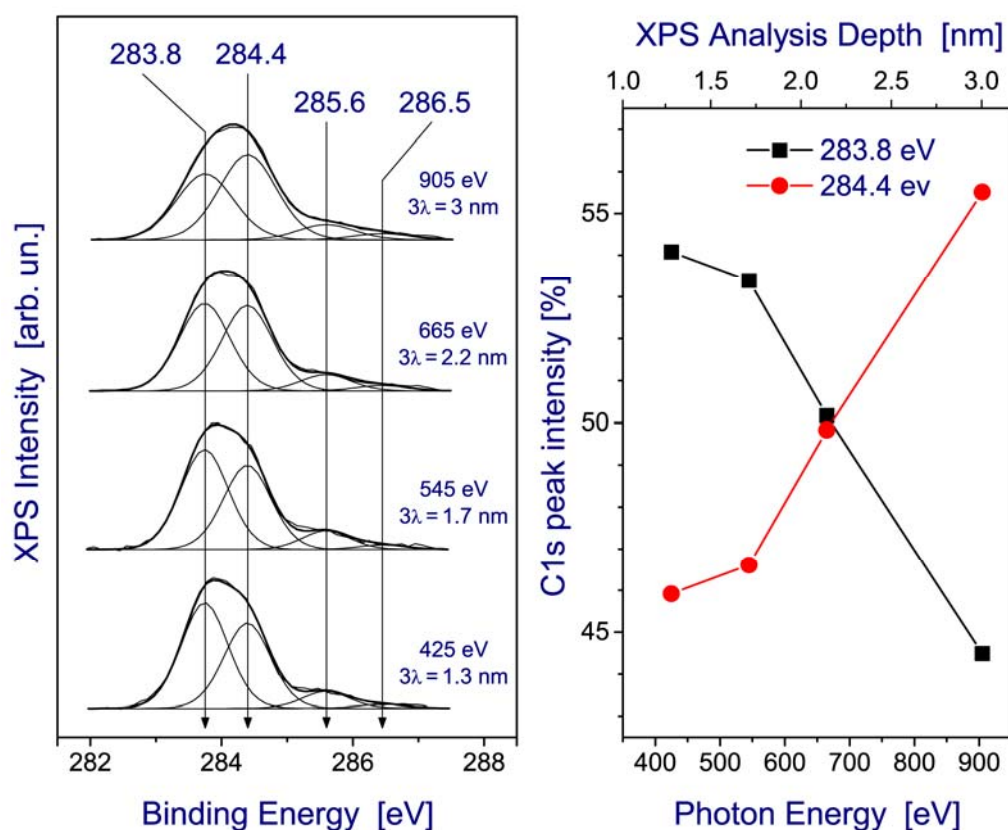 283.8 284.4
285.6 286.5
905 eV
3λ = 3 nm
665 eV
3λ = 2.2 nm
545 eV
3λ = 1.7 nm
425 eV
3λ = 1.3 nm
XPS Intensity [arb. un.]
282 284 286 288
Binding Energy [eV]
XPS Analysis Depth [nm]
1.0 1.5 2.0 2.5 3.0
283.8 eV
284.4 ev
55
50
45
C1s peak intensity [%]
400 500 600 700 800 900
Photon Energy [eV]